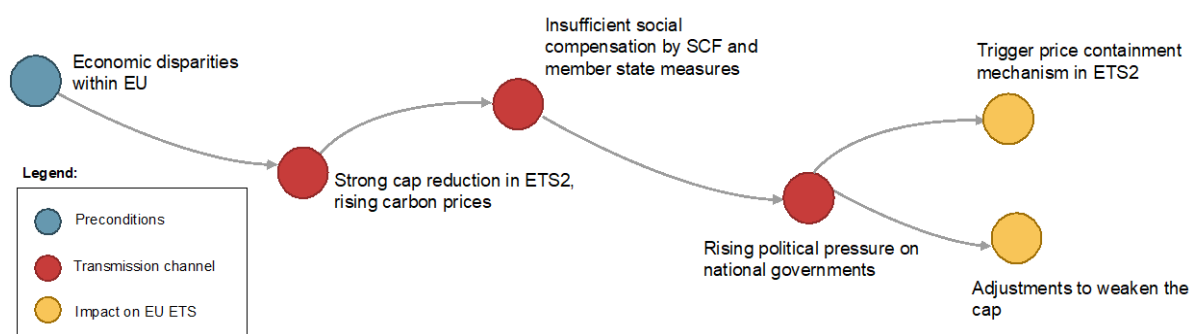 Economic disparities
within EU
Strong cap reduction in ETS2,
rising carbon prices
Insufficient social
compensation by SCF and
member state measures
Rising political pressure on
national governments
Trigger price containment
mechanism in ETS2
Adjustments to weaken the
cap
Legend:
Preconditions
Transmission channel
Impact on EU ETS